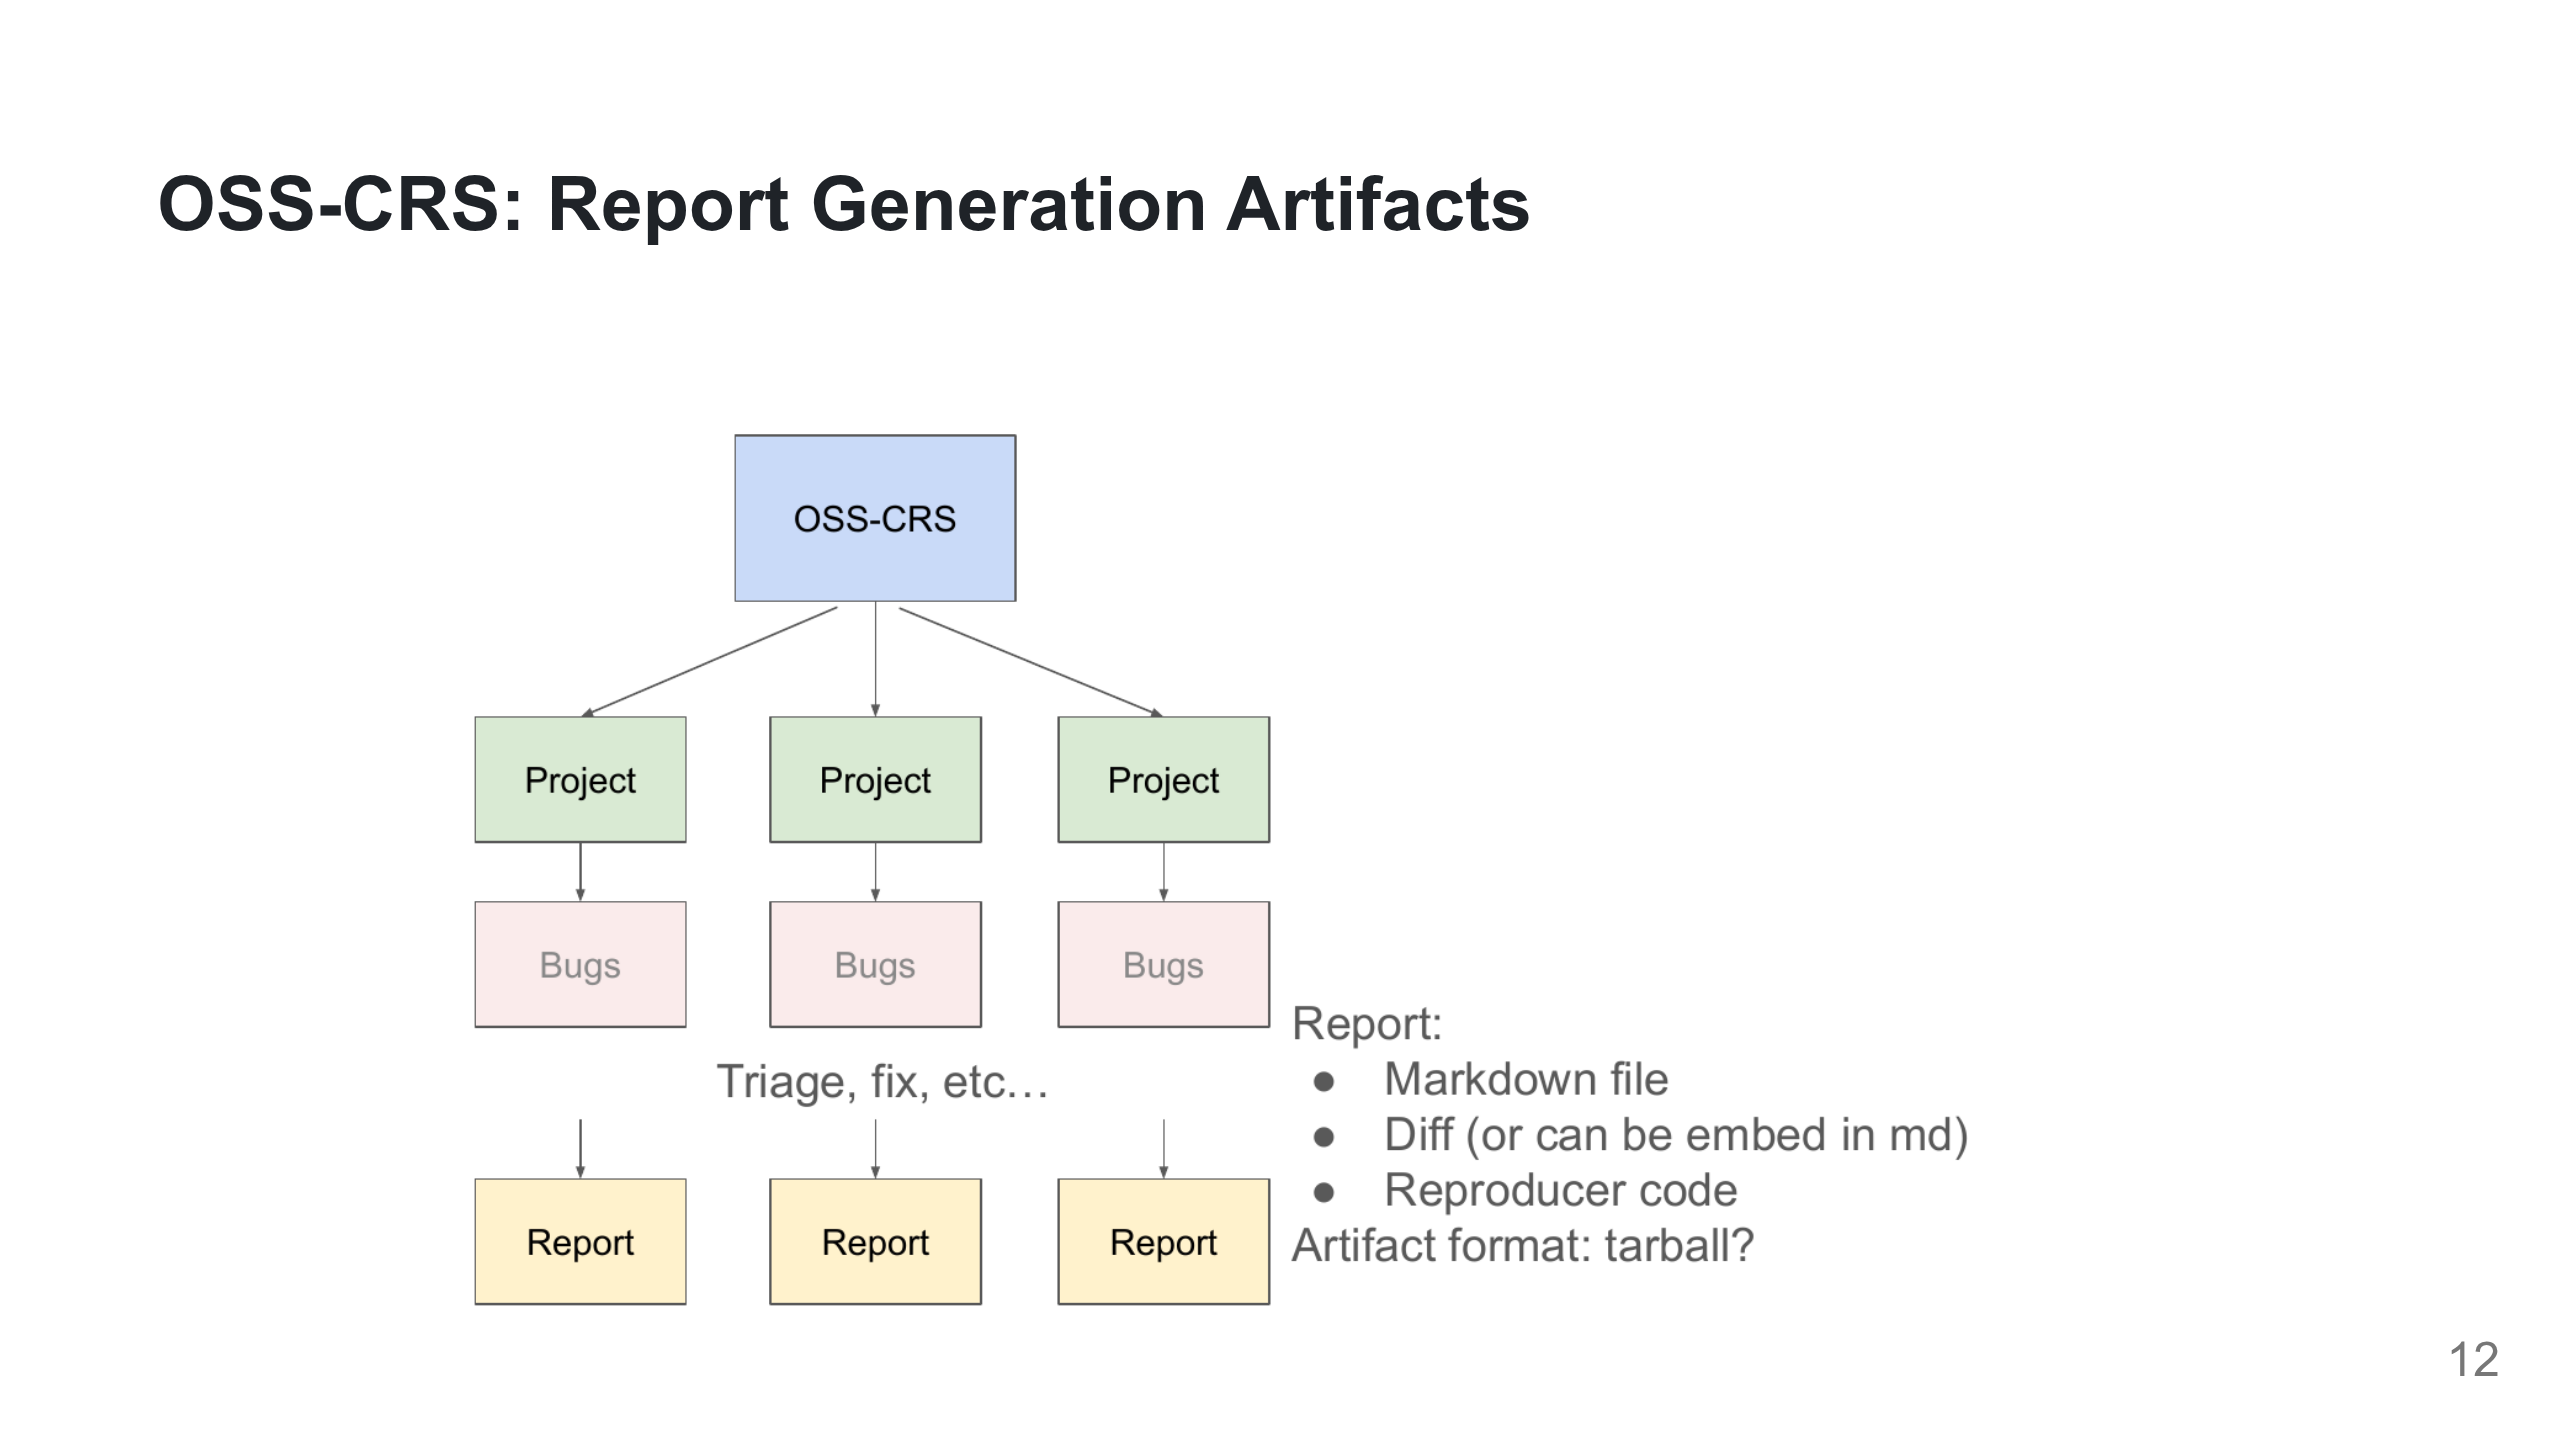 OSS-CRS: Report Generation Artifacts
OSS-CRS
Project
Project
Project
Bugs
Bugs
Bugs
Triage, fix, etc…
Report
Report
Report
Report:
● Markdown file
● Diff (or can be embed in md)
● Reproducer code
Artifact format: tarball?
12